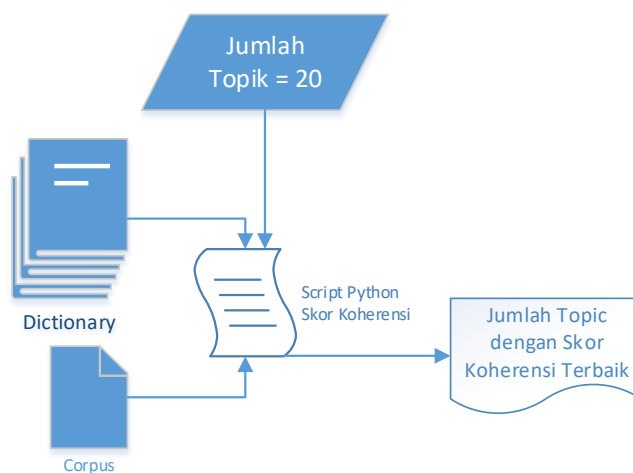 Jumlah
Topik = 20
Dictionary
Script Python
Skor Koherensi
Jumlah Topic
dengan Skor
Koherensi Terbaik
Corpus